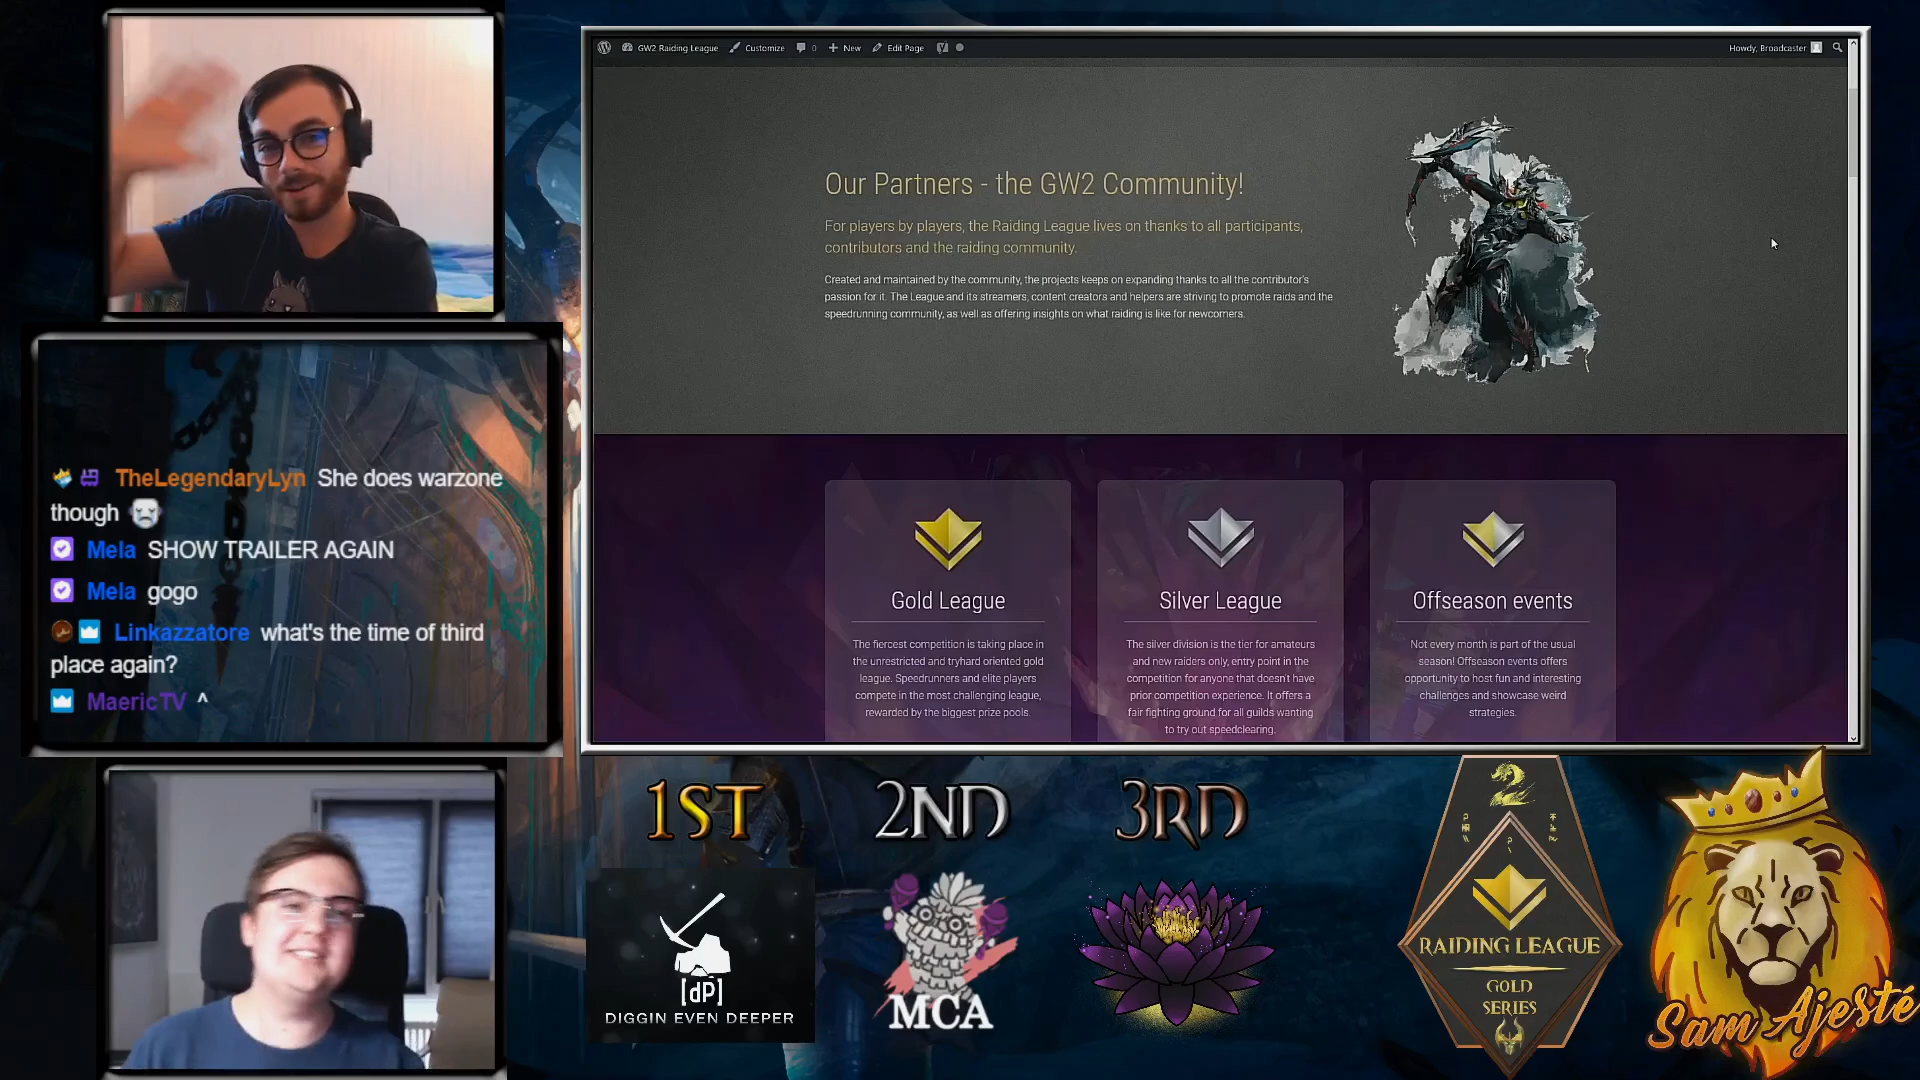 GW2 Raiding League Customize 0 New Edit Page Howdy, Broadcaster
Our Partners - the GW2 Community!
For players by players, the Raiding League lives on thanks to all participants,
contributors and the raiding community.
Created and maintained by the community, the projects keeps on expanding thanks to all the contributor's
passion for it. The League and its streamers, content creators and helpers are striving to promote raids and the
speedrunning community, as well as offering insights on what raiding is like for newcomers.
Gold League
The fiercest competition is taking place in
the unrestricted and tryhard oriented gold
league. Speedrunners and elite players
compete in the most challenging league,
rewarded by the biggest prize pools.
Silver League
The silver division is the tier for amateurs
and new raiders only, entry point in the
competition for anyone that doesn't have
prior competition experience. It offers a
fair fighting ground for all guilds wanting
to try out speedclearing.
Offseason events
Not every month is part of the usual
season! Offseason events offers
opportunity to host fun and interesting
challenges and showcase weird
strategies.
TheLegendaryLyn She does warzone
though
Mela SHOW TRAILER AGAIN
Mela gogo
Linkazzatore what's the time of third
place again?
MaericTV ^
1ST
[dP]
DIGGIN EVEN DEEPER
2ND
MCA
3RD
2
RAIDING LEAGUE
GOLD
SERIES
Sam Ajesté